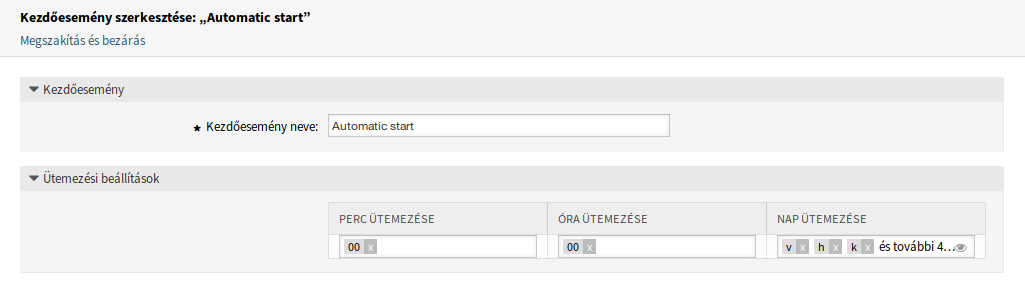 Kezdőesemény szerkesztése: „Automatic start”
Megszakítás és bezárás
Kezdőesemény
★ Kezdőesemény neve: Automatic start
Ütemezési beállítások
PERC ÜTEMEZÉSE ÓRA ÜTEMEZÉSE NAP ÜTEMEZÉSE
00 x 00 x v x h x k x és további 4…